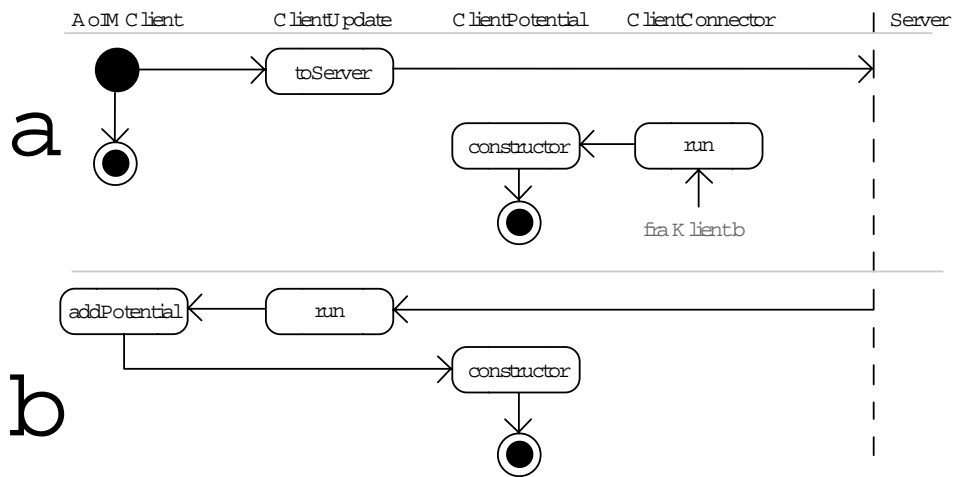 AoIM Client ClientUpdate ClientPotential ClientConnector Server
toServer
a
constructor run
fra Klient b
addPotential run
constructor
b